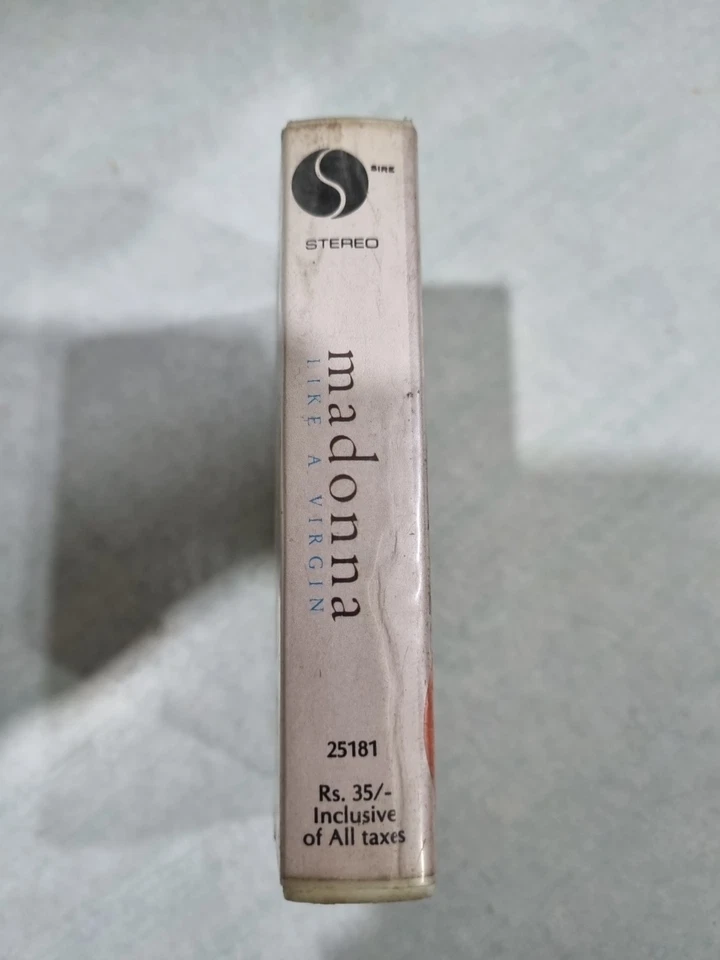 SIRE
STEREO
madonna
LIKE A VIRGIN
25181
Rs. 35/-
Inclusive
of All taxes